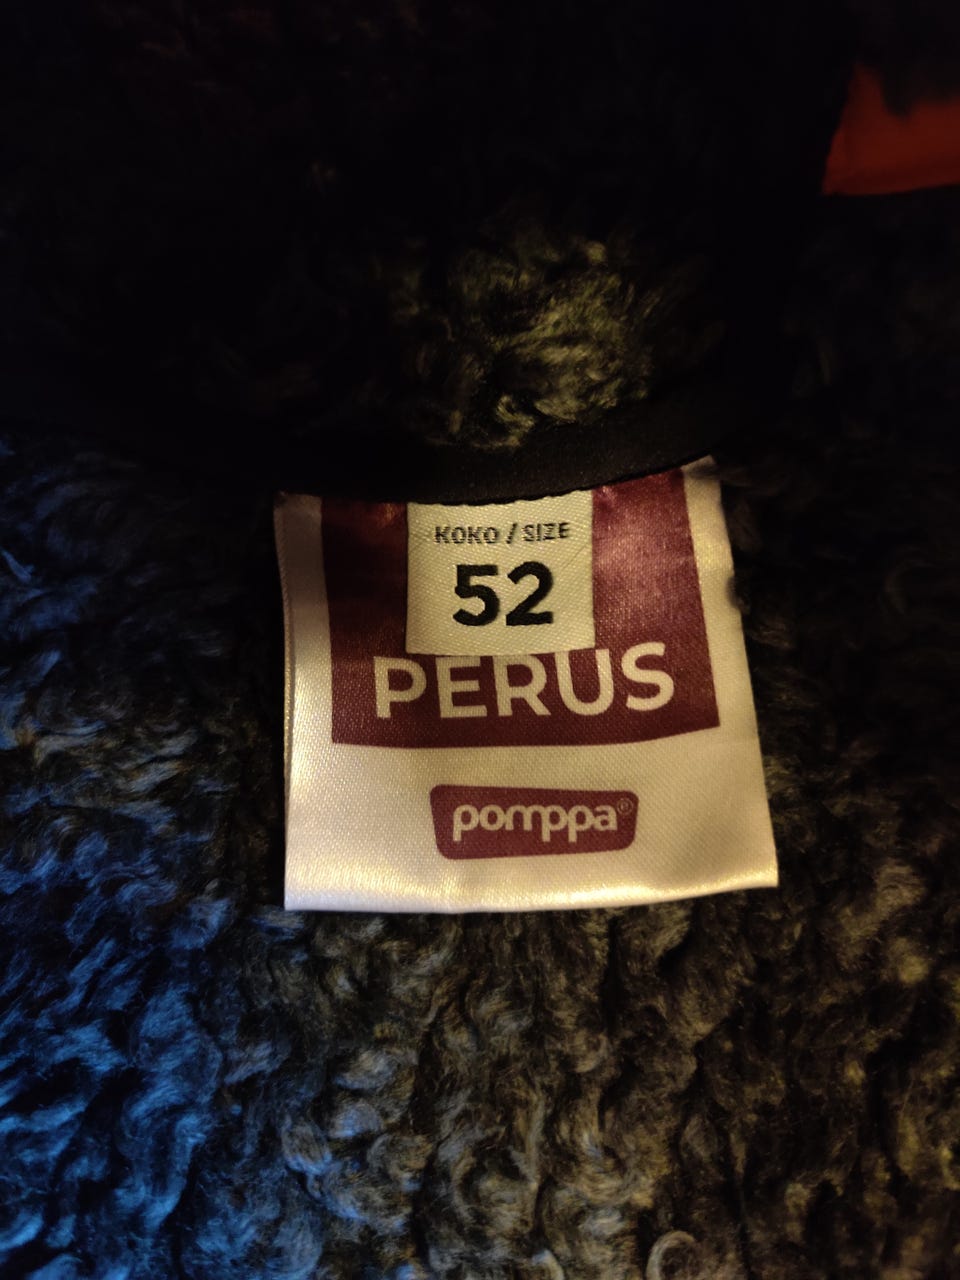 KOKO / SIZE
52
PERUS
pomppa®